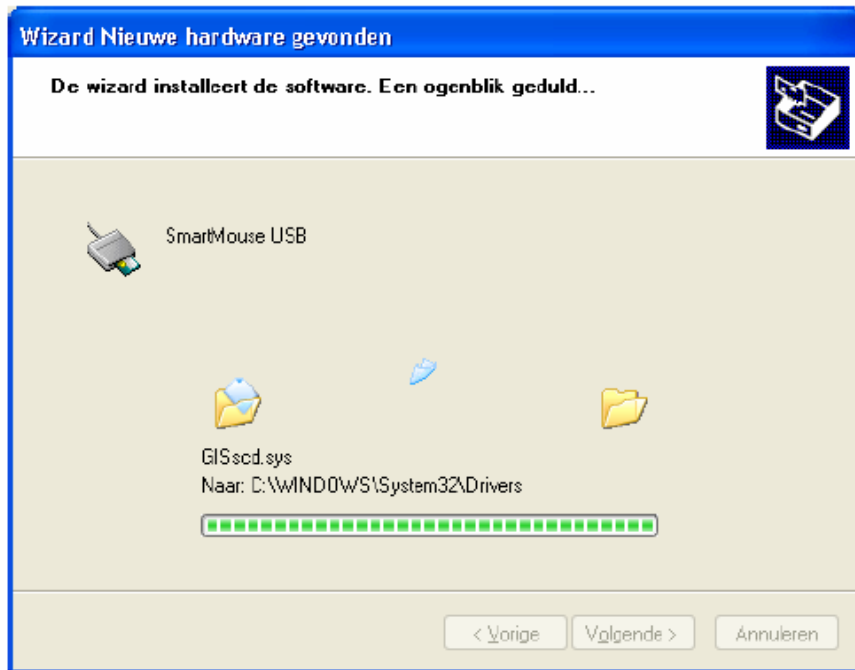 Wizard Nieuwe hardware gevonden
De wizard installeert de software. Een ogenblik geduld...
SmartMouse USB
GISscd.sys
Naar: C:\WINDOWS\System32\Drivers
< Vorige
Volgende >
Annuleren